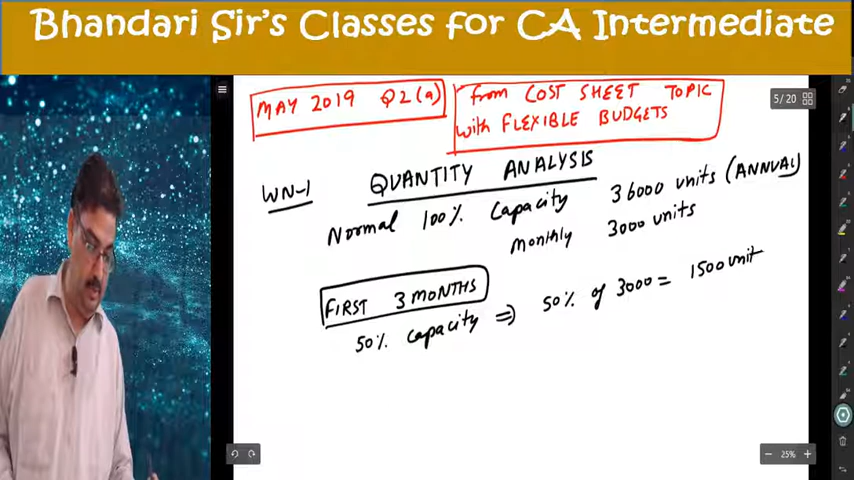 Bhandari Sir's Classes for CA Intermediate
MAY 2019 Q2(a)
from COST SHEET TOPIC
with FLEXIBLE BUDGETS
5/20
WN-1 QUANTITY ANALYSIS
Normal 100% Capacity 36000 units (ANNUAL)
monthly 3000 units
FIRST 3 MONTHS
50% capacity ⇒ 50% of 3000 = 1500 unit
25%